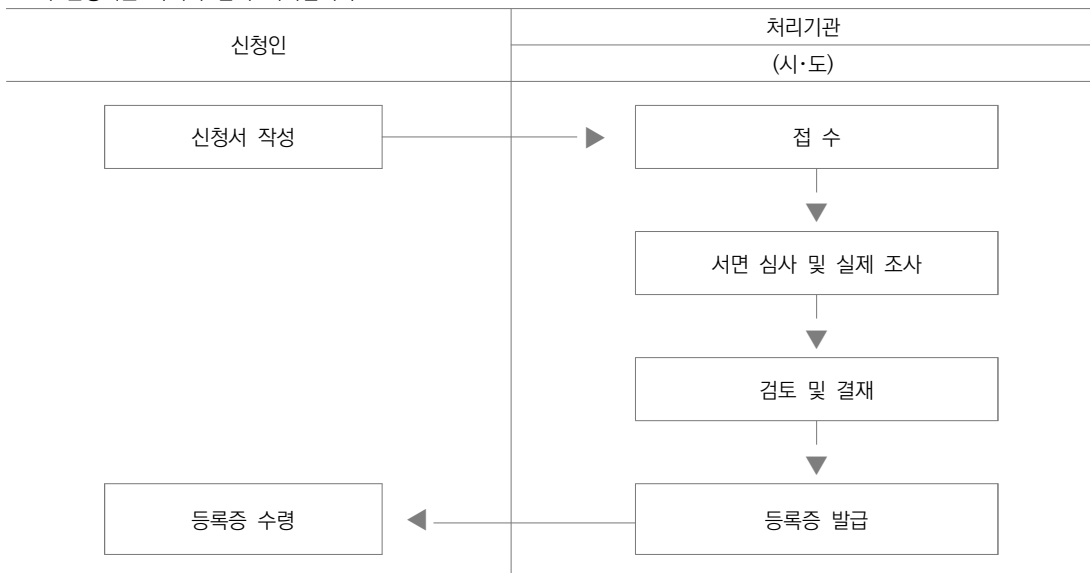 신청인
처리기관
(시·도)
신청서 작성
접 수
서면 심사 및 실제 조사
검토 및 결재
등록증 수령
등록증 발급